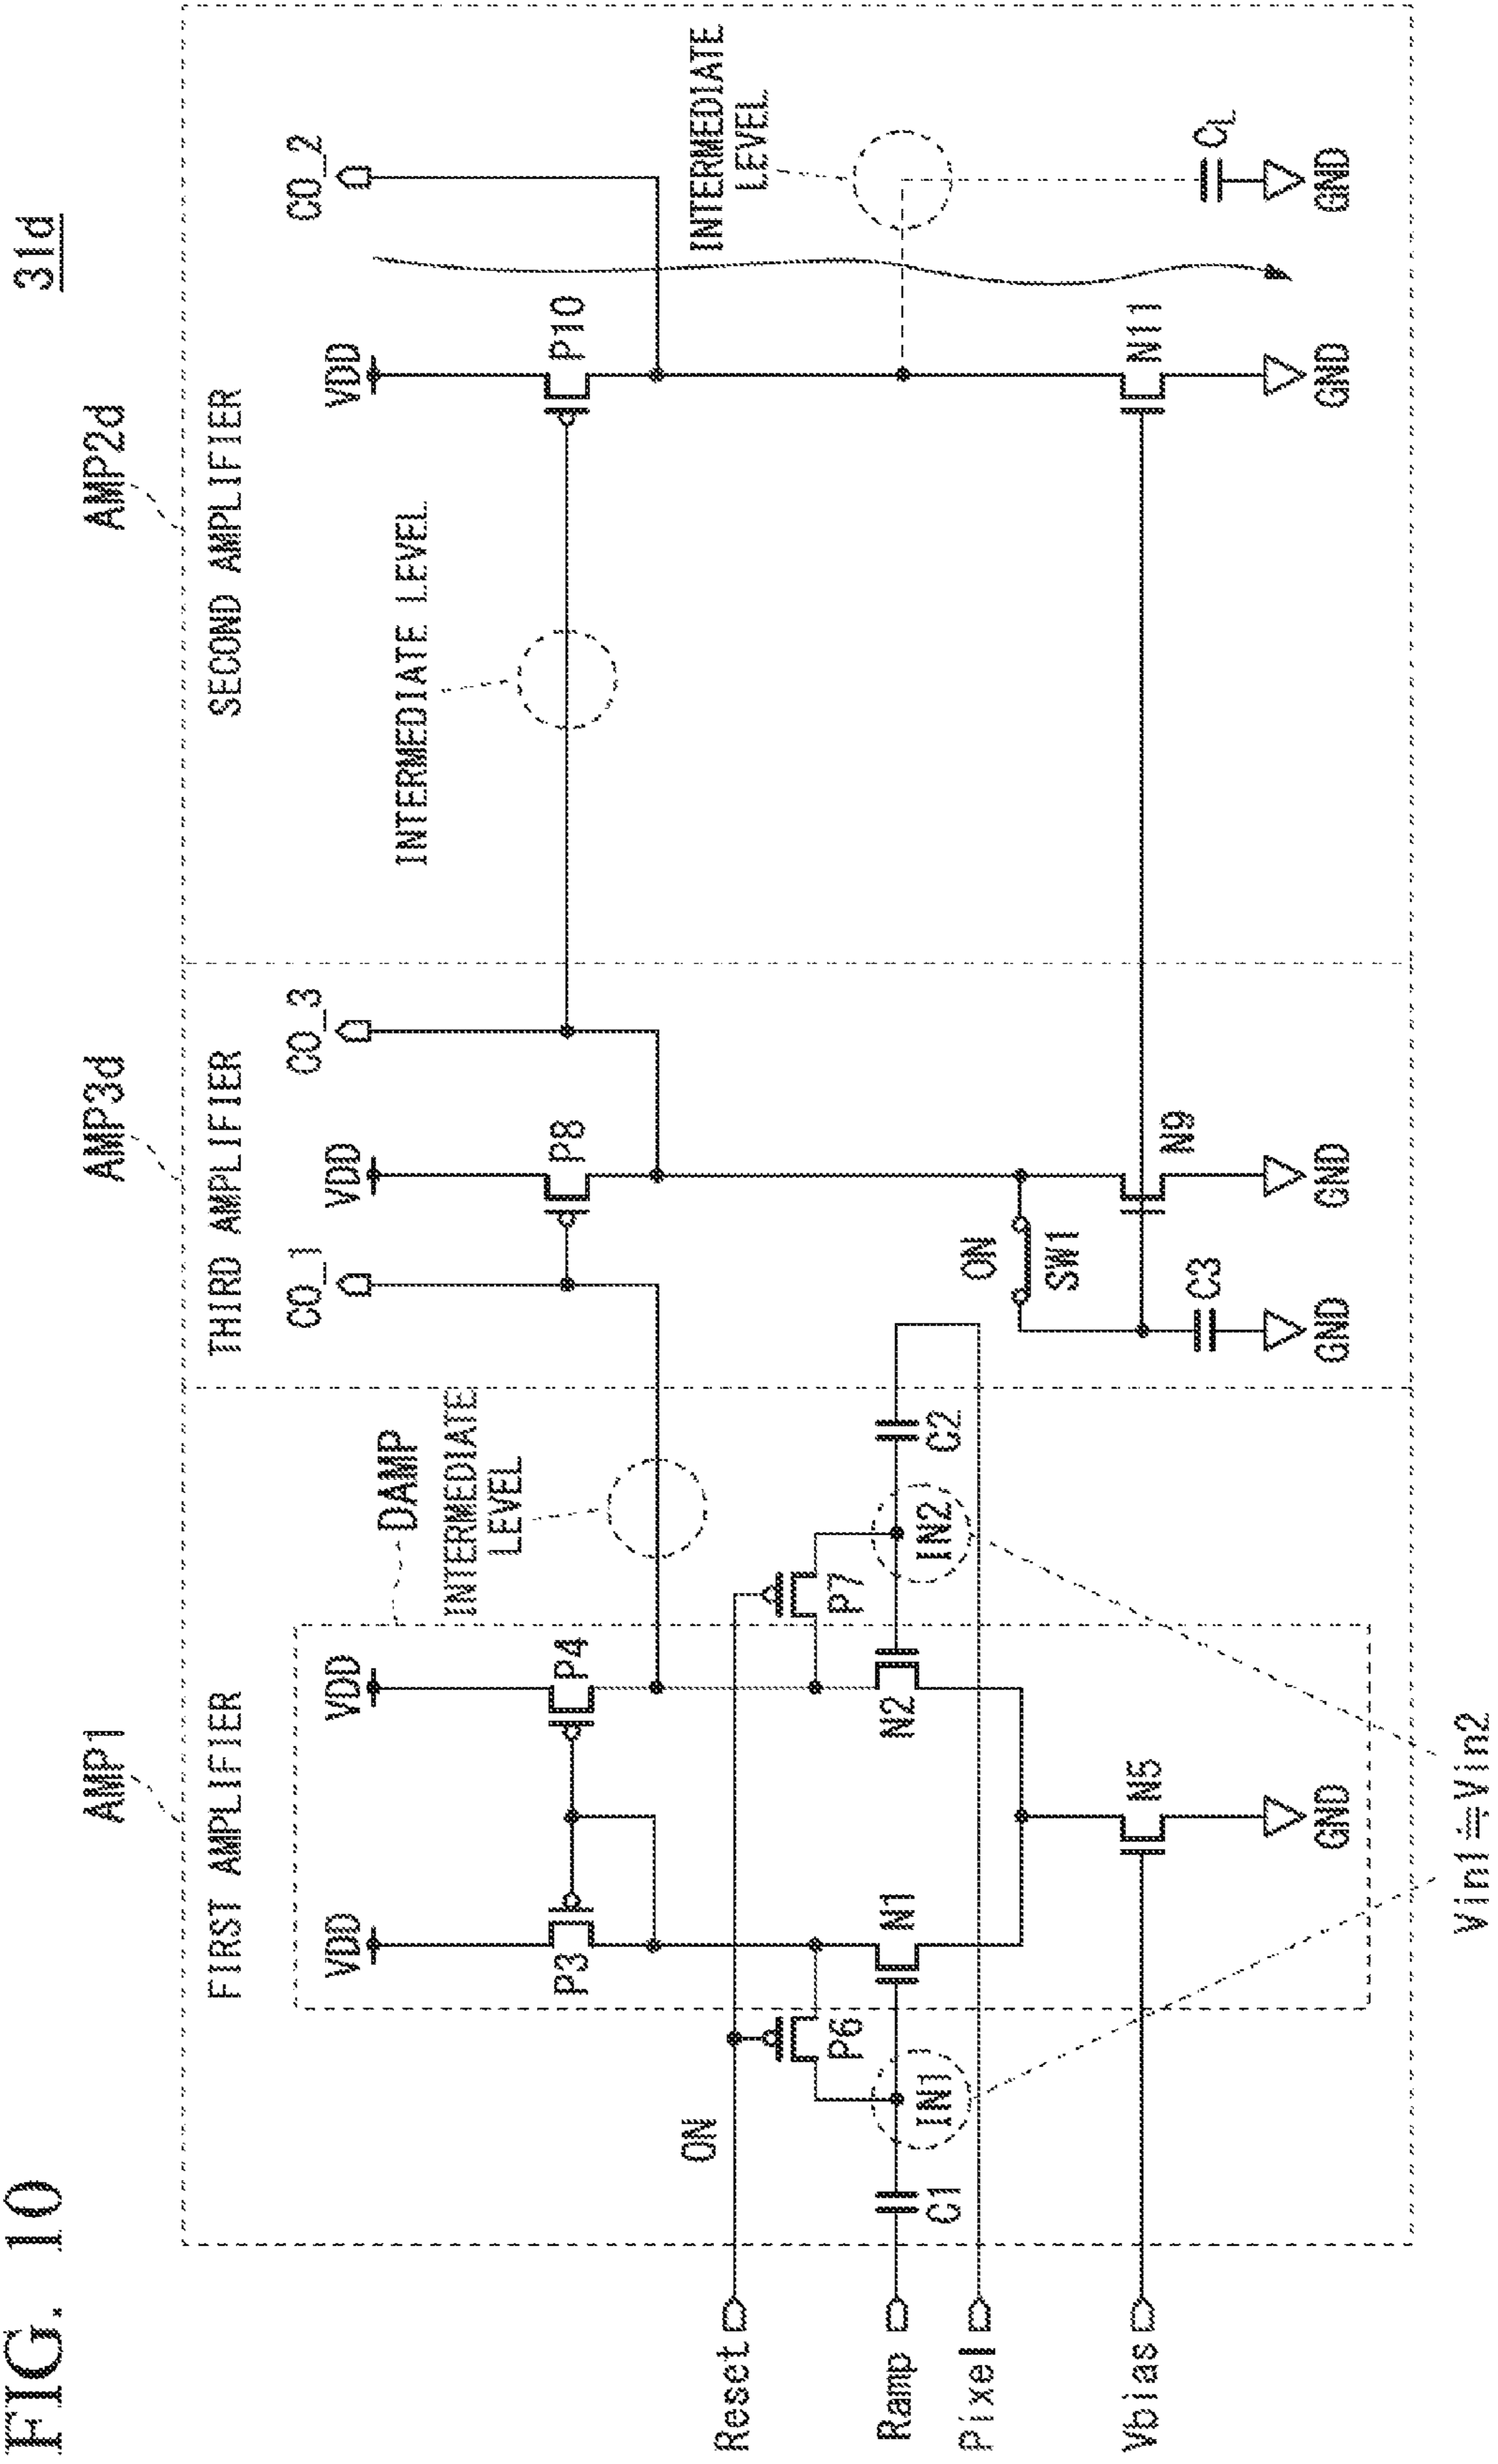 FIG. 10
31d
AMP1
AMP3d
AMP2d
FIRST AMPLIFIER
THIRD AMPLIFIER
SECOND AMPLIFIER
DAMP
INTERMEDIATE
LEVEL
CO_1
CO_3
CO_2
VDD
VDD
VDD
VDD
P3
P4
P8
P10
INTERMEDIATE LEVEL
INTERMEDIATE
LEVEL
Reset
ON
P6
P7
Ramp
C1
IN1
N1
N2
IN2
C2
Pixel
ON
SW1
Vbias
N5
N9
N11
C3
CL
GND
GND
GND
GND
GND
Vin1≒Vin2